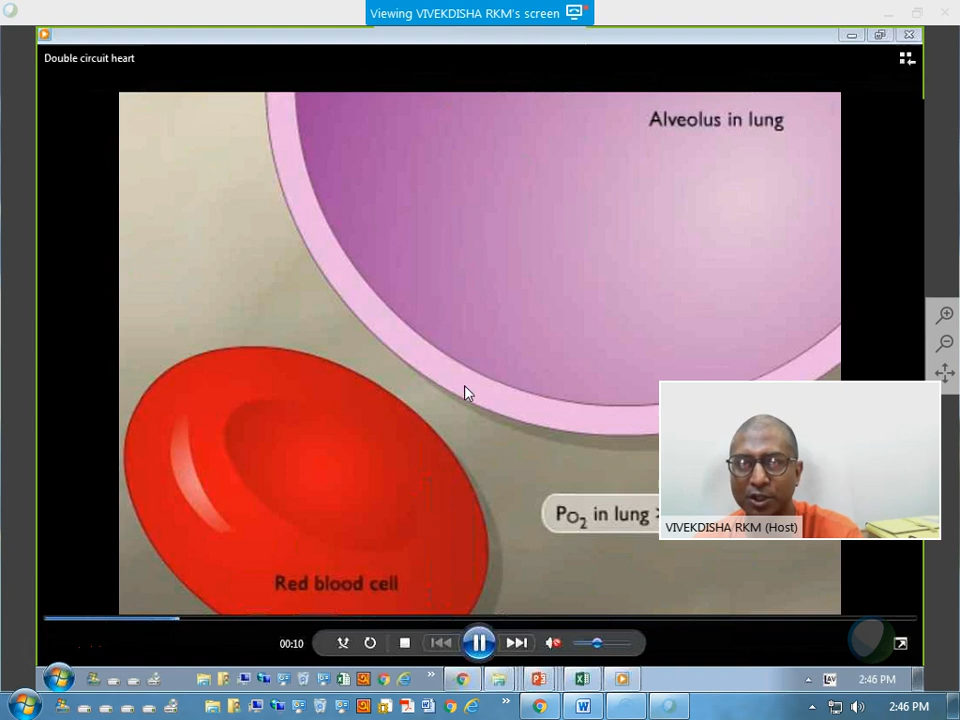 Viewing VIVEKDISHA RKM's screen
Double circuit heart
Alveolus in lung
PO₂ in lung >
VIVEKDISHA RKM (Host)
Red blood cell
00:10
2:46 PM
2:46 PM